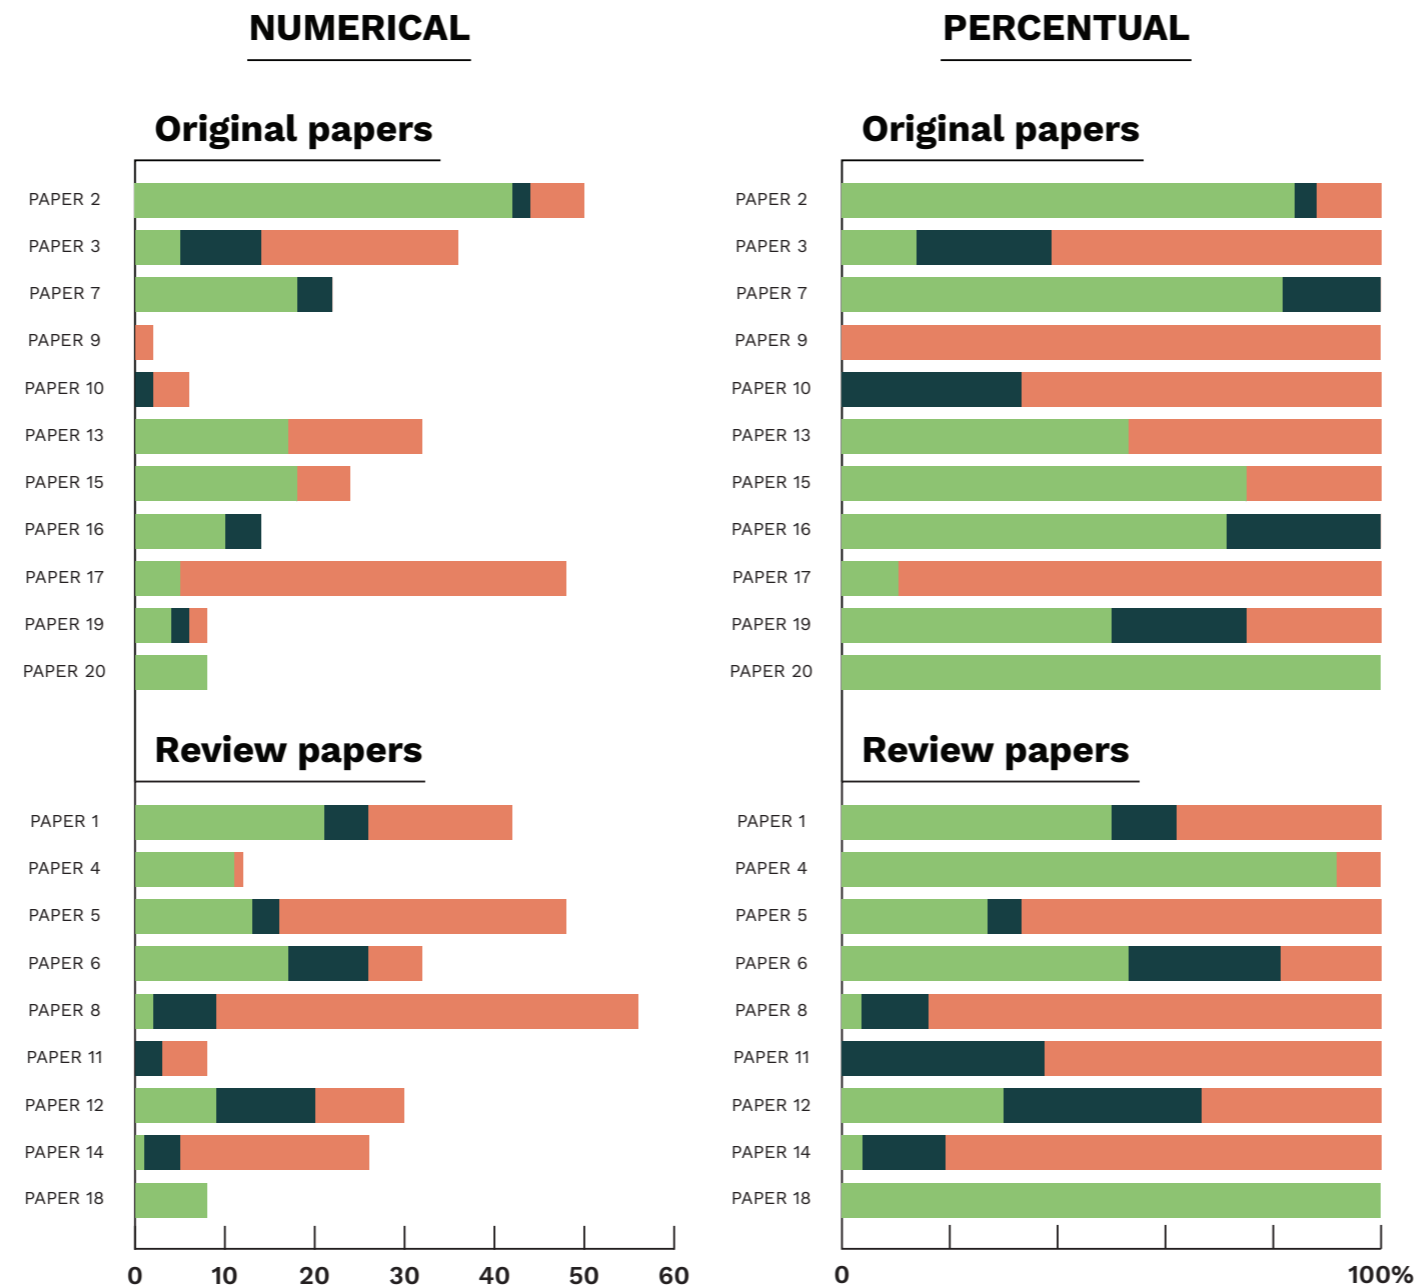 NUMERICAL
Original papers
PAPER 2
PAPER 3
PAPER 7
PAPER 9
PAPER 10
PAPER 13
PAPER 15
PAPER 16
PAPER 17
PAPER 19
PAPER 20
Review papers
PAPER 1
PAPER 4
PAPER 5
PAPER 6
PAPER 8
PAPER 11
PAPER 12
PAPER 14
PAPER 18
0 10 20 30 40 50 60
PERCENTUAL
Original papers
PAPER 2
PAPER 3
PAPER 7
PAPER 9
PAPER 10
PAPER 13
PAPER 15
PAPER 16
PAPER 17
PAPER 19
PAPER 20
Review papers
PAPER 1
PAPER 4
PAPER 5
PAPER 6
PAPER 8
PAPER 11
PAPER 12
PAPER 14
PAPER 18
0 100%